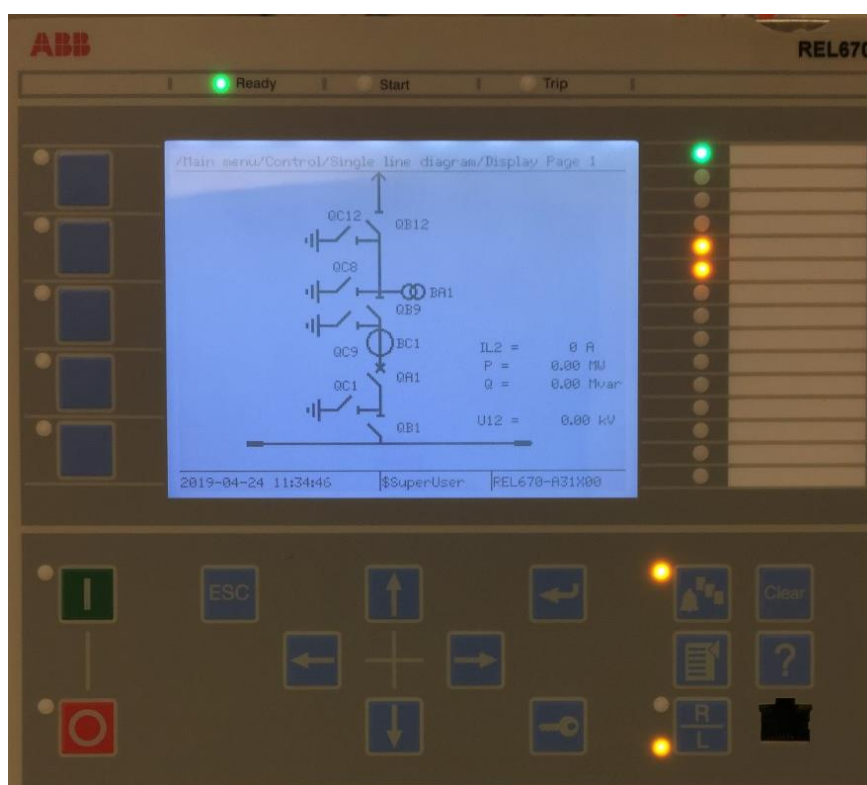 ABB
REL670
Ready Start Trip
/Main menu/Control/Single line diagram/Display Page 1
QC12
QB12
QC8
BA1
QB9
BC1
QC9
IL2 = 0 A
P = 0.00 MW
QA1
Q = 0.00 Mvar
QC1
U12 = 0.00 kV
QB1
2019-04-24 11:34:46 $SuperUser REL670-A31X00
I
ESC
Clear
?
R
L
O